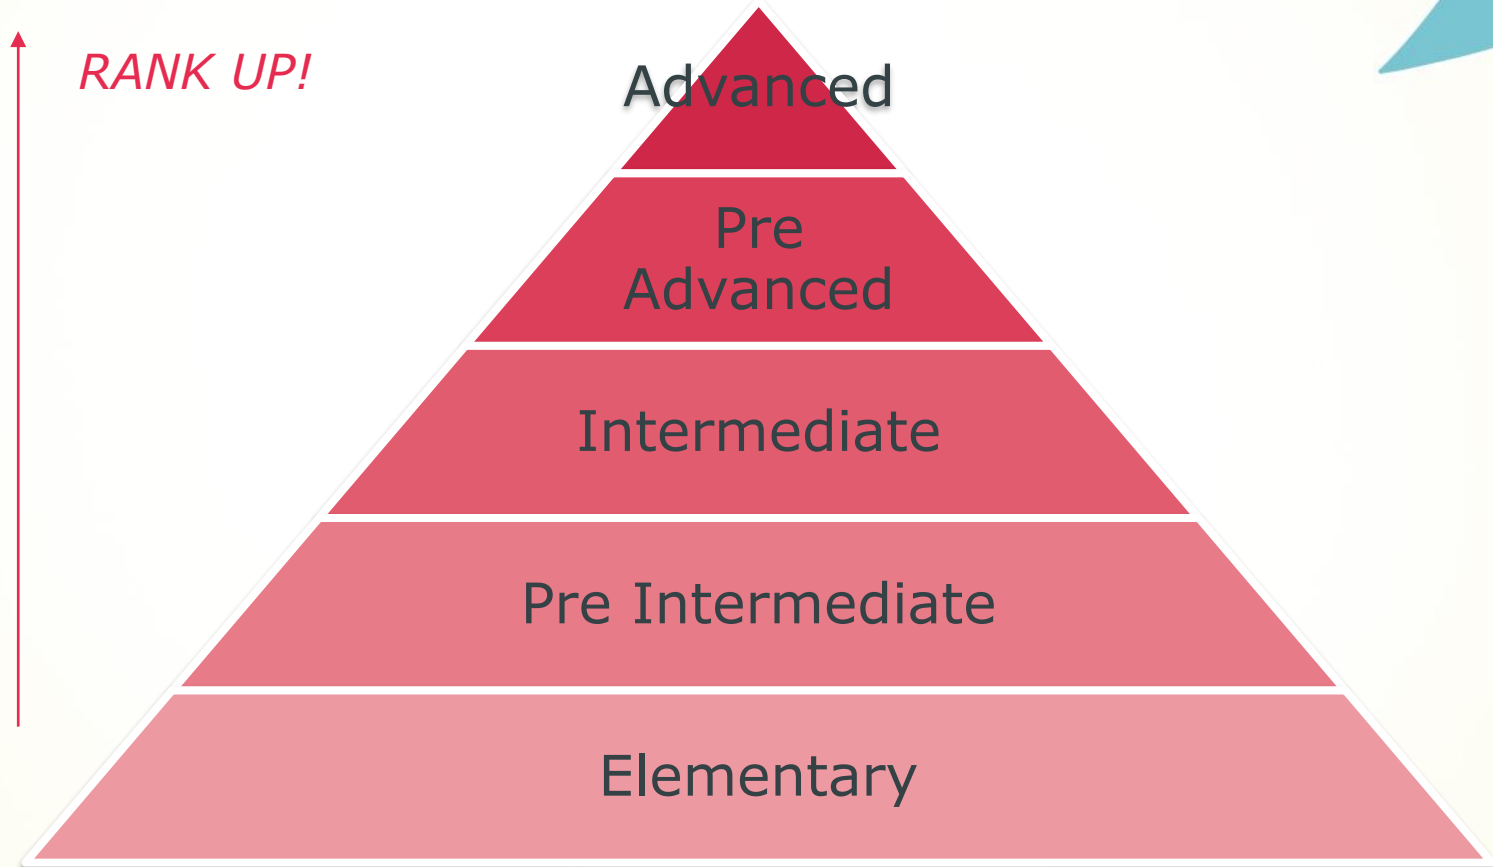 RANK UP!
Advanced
Pre
Advanced
Intermediate
Pre Intermediate
Elementary